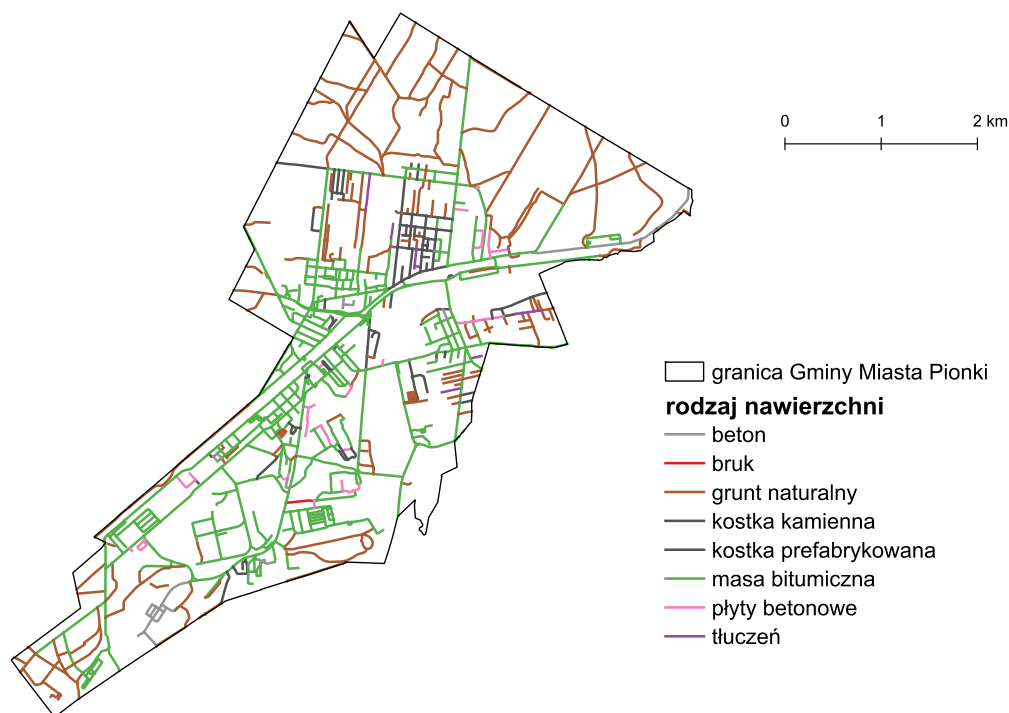 0 1 2 km
granica Gminy Miasta Pionki
rodzaj nawierzchni
beton
bruk
grunt naturalny
kostka kamienna
kostka prefabrykowana
masa bitumiczna
płyty betonowe
tłuczeń